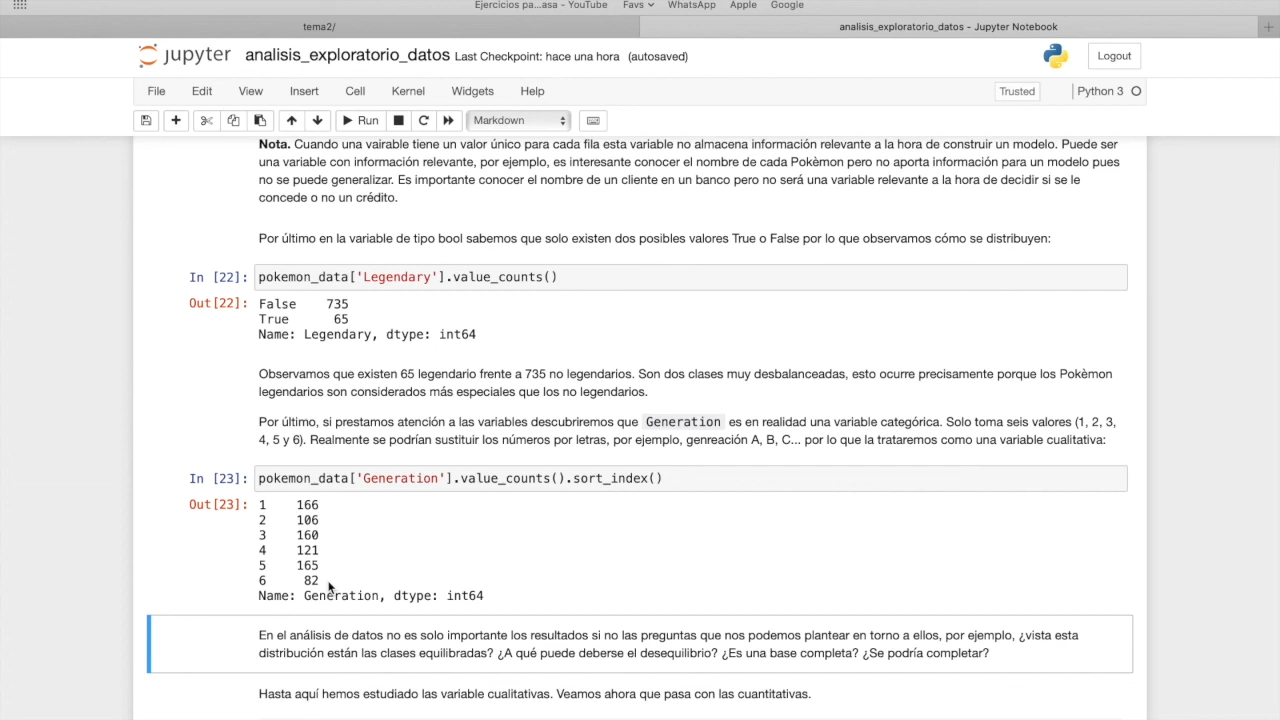 Ejercicios pa...asa - YouTube Favs WhatsApp Apple Google
tema2/ analisis_exploratorio_datos - Jupyter Notebook
jupyter analisis_exploratorio_datos Last Checkpoint: hace una hora (autosaved) Logout
File Edit View Insert Cell Kernel Widgets Help Trusted Python 3
Run Markdown
Nota. Cuando una vairable tiene un valor único para cada fila esta variable no almacena información relevante a la hora de construir un modelo. Puede ser
una variable con información relevante, por ejemplo, es interesante conocer el nombre de cada Pokèmon pero no aporta información para un modelo pues
no se puede generalizar. Es importante conocer el nombre de un cliente en un banco pero no será una variable relevante a la hora de decidir si se le
concede o no un crédito.
Por último en la variable de tipo bool sabemos que solo existen dos posibles valores True o False por lo que observamos cómo se distribuyen:
In [22]: pokemon_data['Legendary'].value_counts()
Out[22]: False 735
True 65
Name: Legendary, dtype: int64
Observamos que existen 65 legendario frente a 735 no legendarios. Son dos clases muy desbalanceadas, esto ocurre precisamente porque los Pokèmon
legendarios son considerados más especiales que los no legendarios.
Por último, si prestamos atención a las variables descubriremos que Generation es en realidad una variable categórica. Solo toma seis valores (1, 2, 3,
4, 5 y 6). Realmente se podrían sustituir los números por letras, por ejemplo, genreación A, B, C... por lo que la trataremos como una variable cualitativa:
In [23]: pokemon_data['Generation'].value_counts().sort_index()
Out[23]: 1 166
2 106
3 160
4 121
5 165
6 82
Name: Generation, dtype: int64
En el análisis de datos no es solo importante los resultados si no las preguntas que nos podemos plantear en torno a ellos, por ejemplo, ¿vista esta
distribución están las clases equilibradas? ¿A qué puede deberse el desequilibrio? ¿Es una base completa? ¿Se podría completar?
Hasta aquí hemos estudiado las variable cualitativas. Veamos ahora que pasa con las cuantitativas.